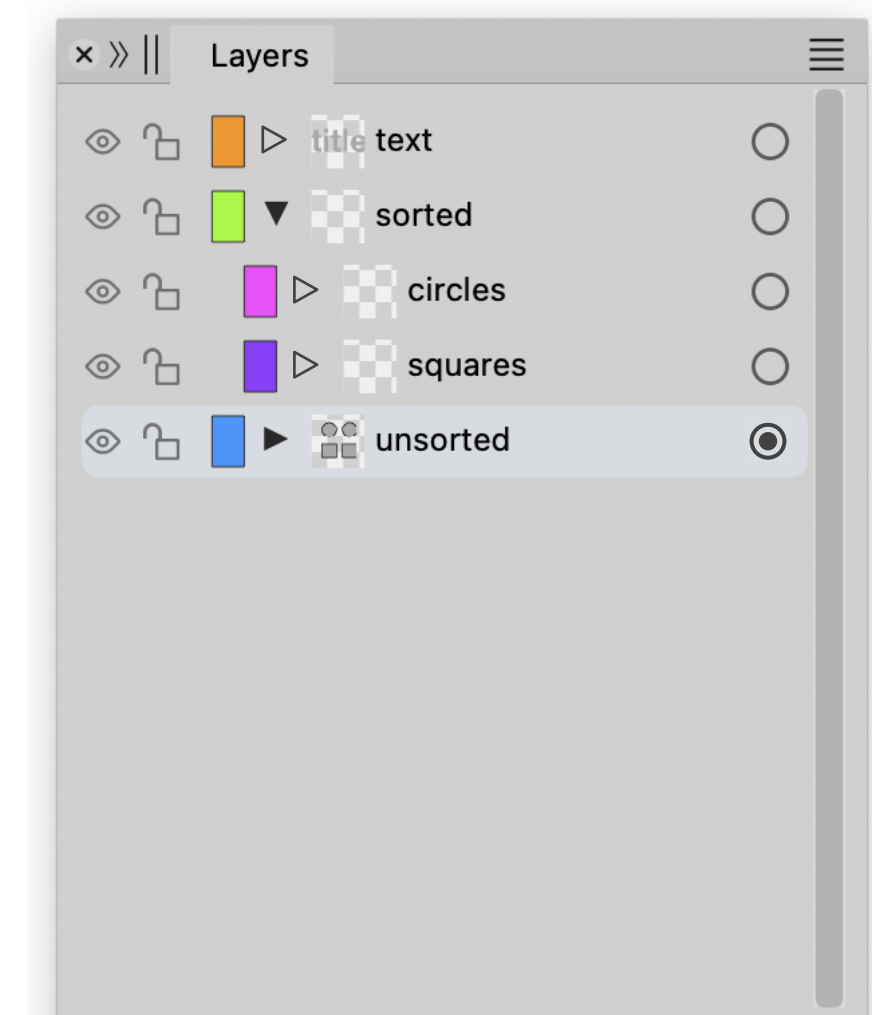 Layers
title text
sorted
circles
squares
unsorted